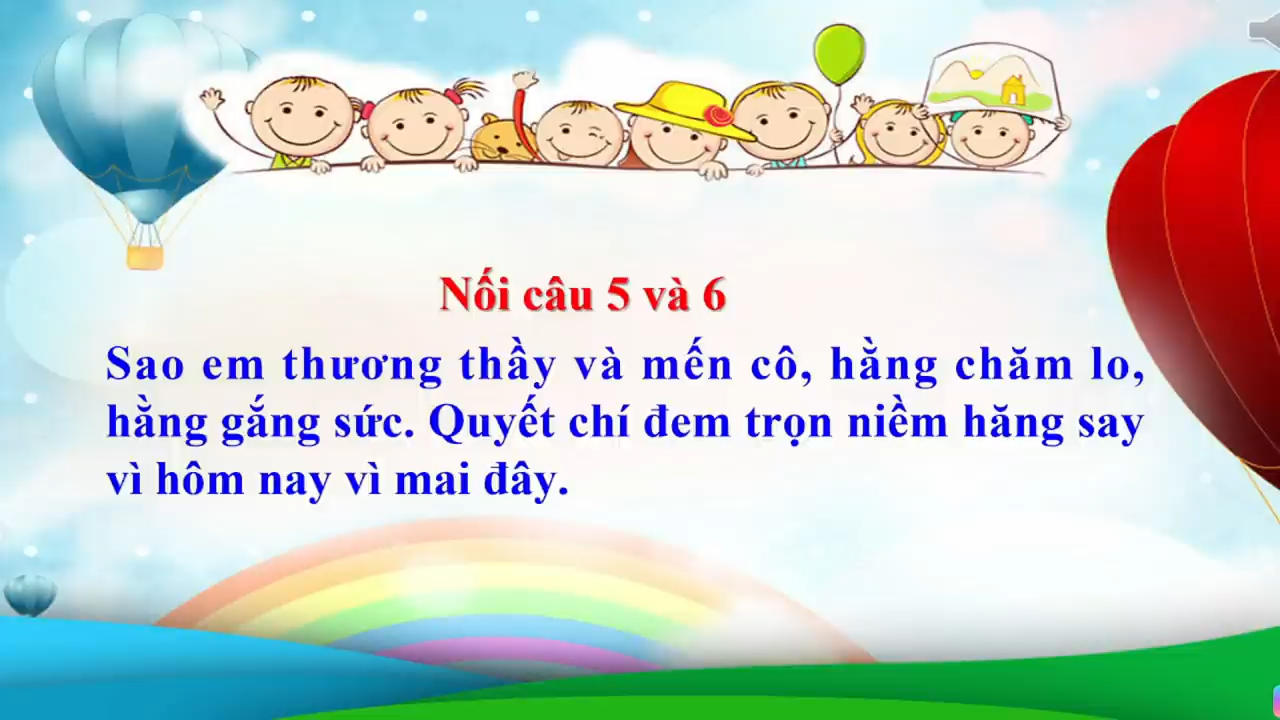 Nối câu 5 và 6
Sao em thương thầy và mến cô, hằng chăm lo,
hằng gắng sức. Quyết chí đem trọn niềm hăng say
vì hôm nay vì mai đây.